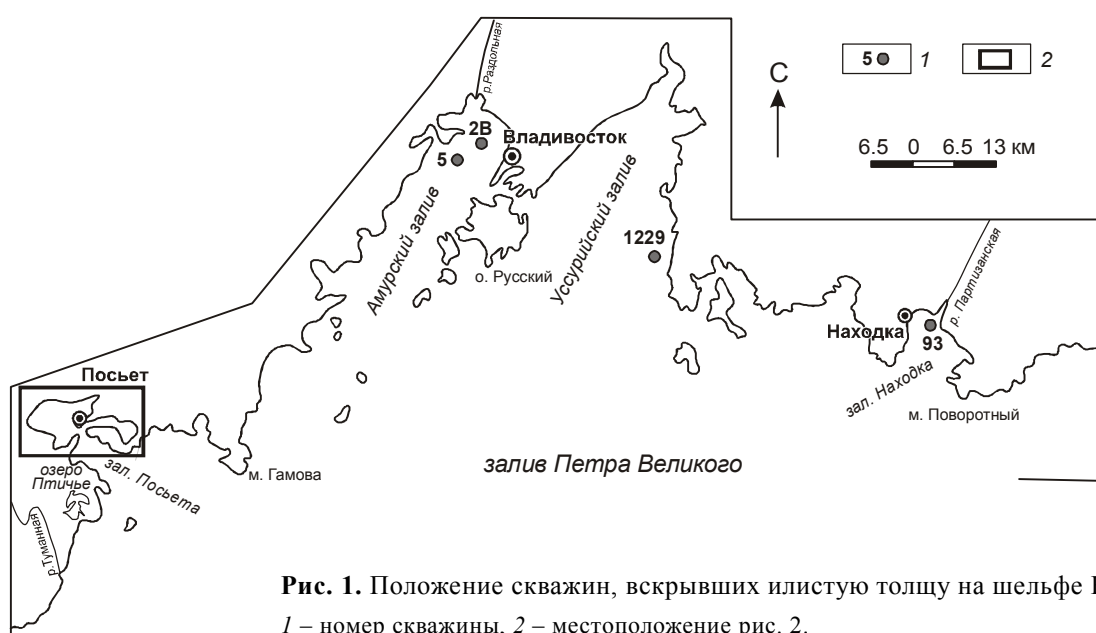 р.Раздольная
С
5
1
2
2В
Владивосток
5
6.5 0 6.5 13 км
Амурский залив
Уссурийский залив
1229
о. Русский
р. Партизанская
Находка
93
зал. Находка
м. Поворотный
Посьет
озеро
Птичье
зал. Посьета
м. Гамова
залив Петра Великого
р.Туманная
Рис. 1. Положение скважин, вскрывших илистую толщу на шельфе
1 – номер скважины, 2 – местоположение рис. 2.